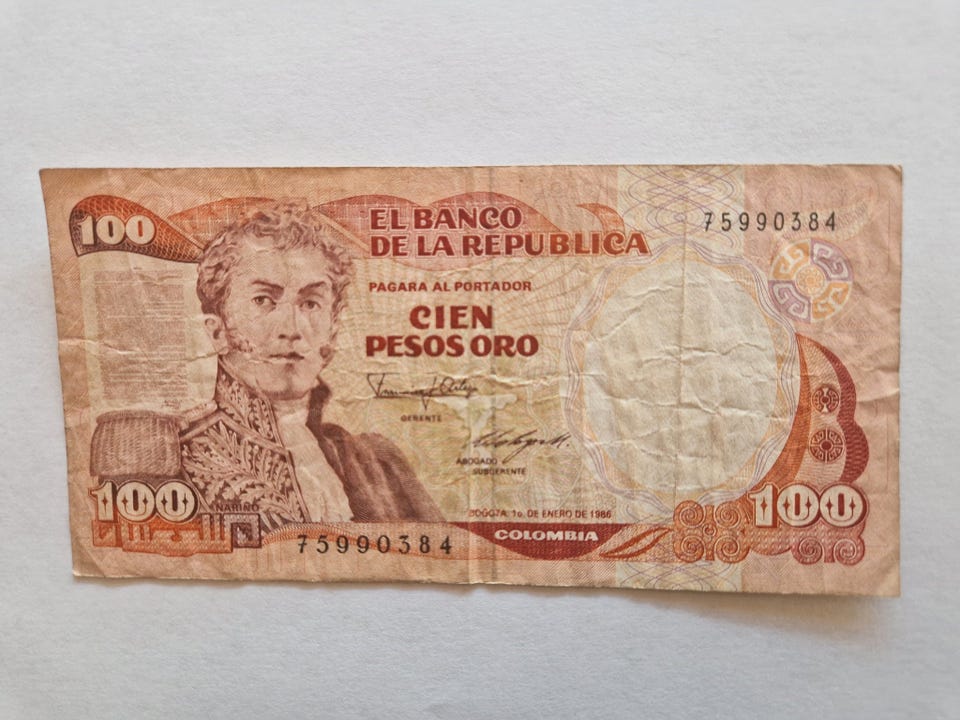 100
EL BANCO
DE LA REPUBLICA
75990384
PAGARA AL PORTADOR
CIEN
PESOS ORO
GERENTE
ABOGADO
SUBGERENTE
100
NARIÑO
BOGOTA, 1o. DE ENERO DE 1986
100
75990384
COLOMBIA